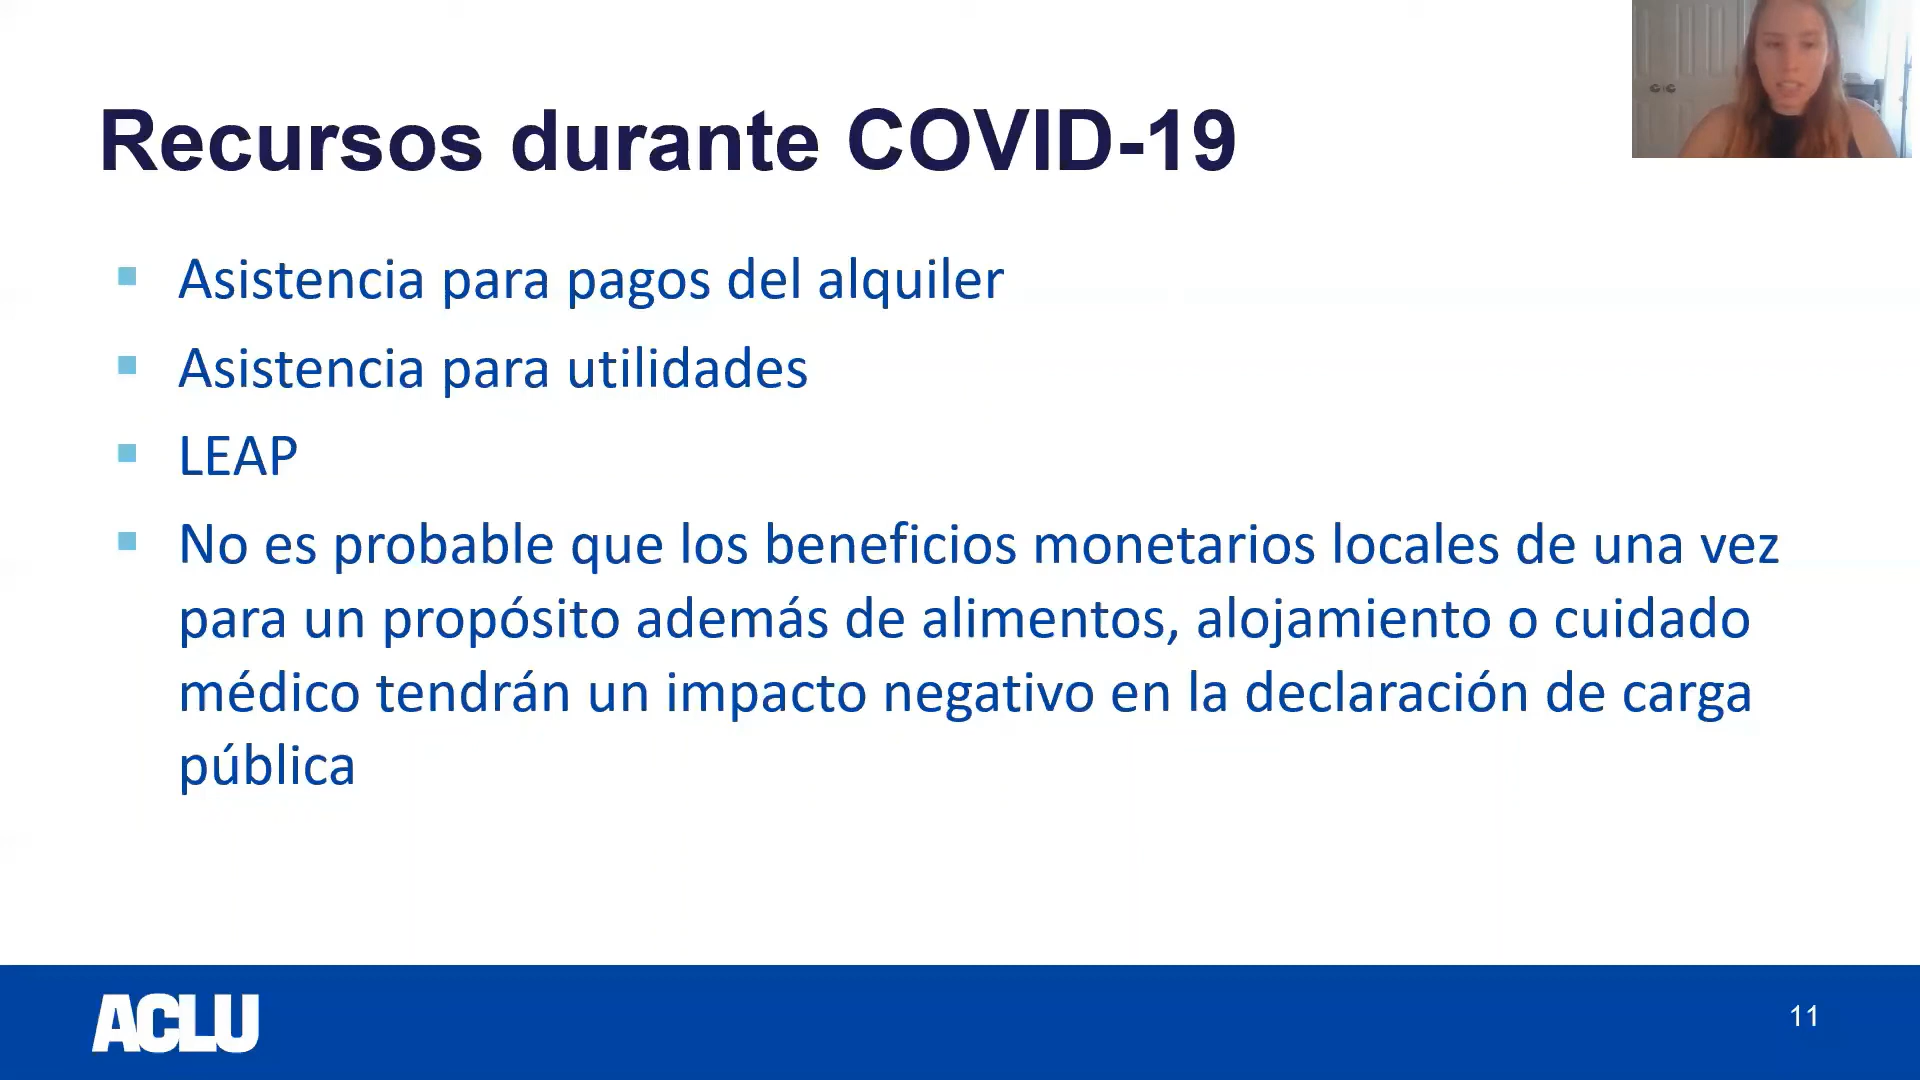 Recursos durante COVID-19
Asistencia para pagos del alquiler
Asistencia para utilidades
LEAP
No es probable que los beneficios monetarios locales de una vez
para un propósito además de alimentos, alojamiento o cuidado
médico tendrán un impacto negativo en la declaración de carga
pública
ACLU
11